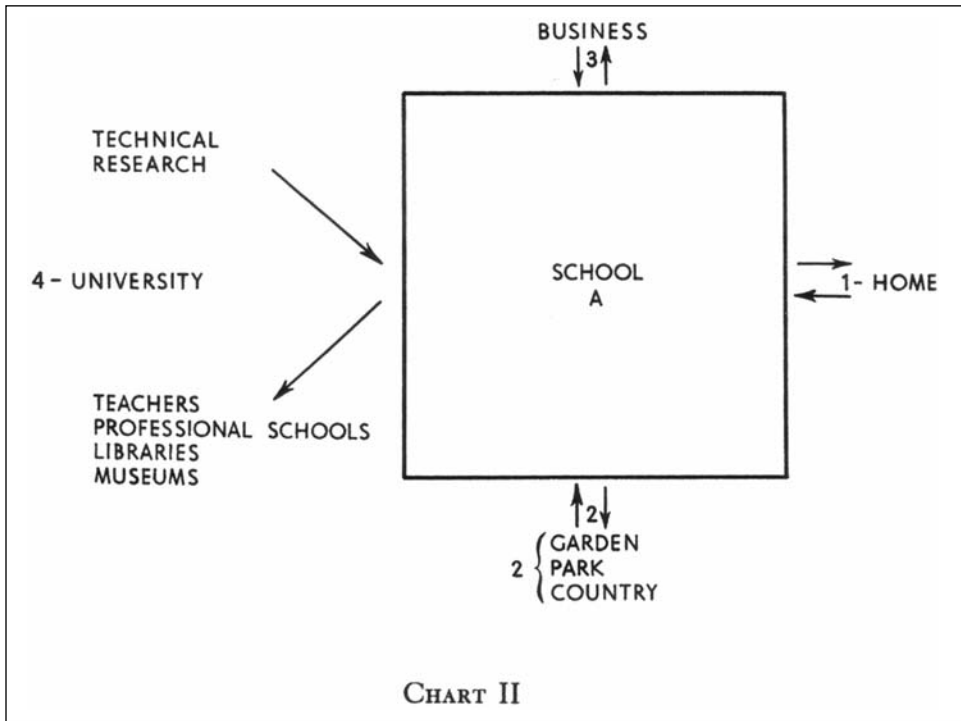 BUSINESS
3
TECHNICAL
RESEARCH
4 - UNIVERSITY
SCHOOL
A
1 - HOME
TEACHERS
PROFESSIONAL SCHOOLS
LIBRARIES
MUSEUMS
2
2
GARDEN
PARK
COUNTRY
CHART II